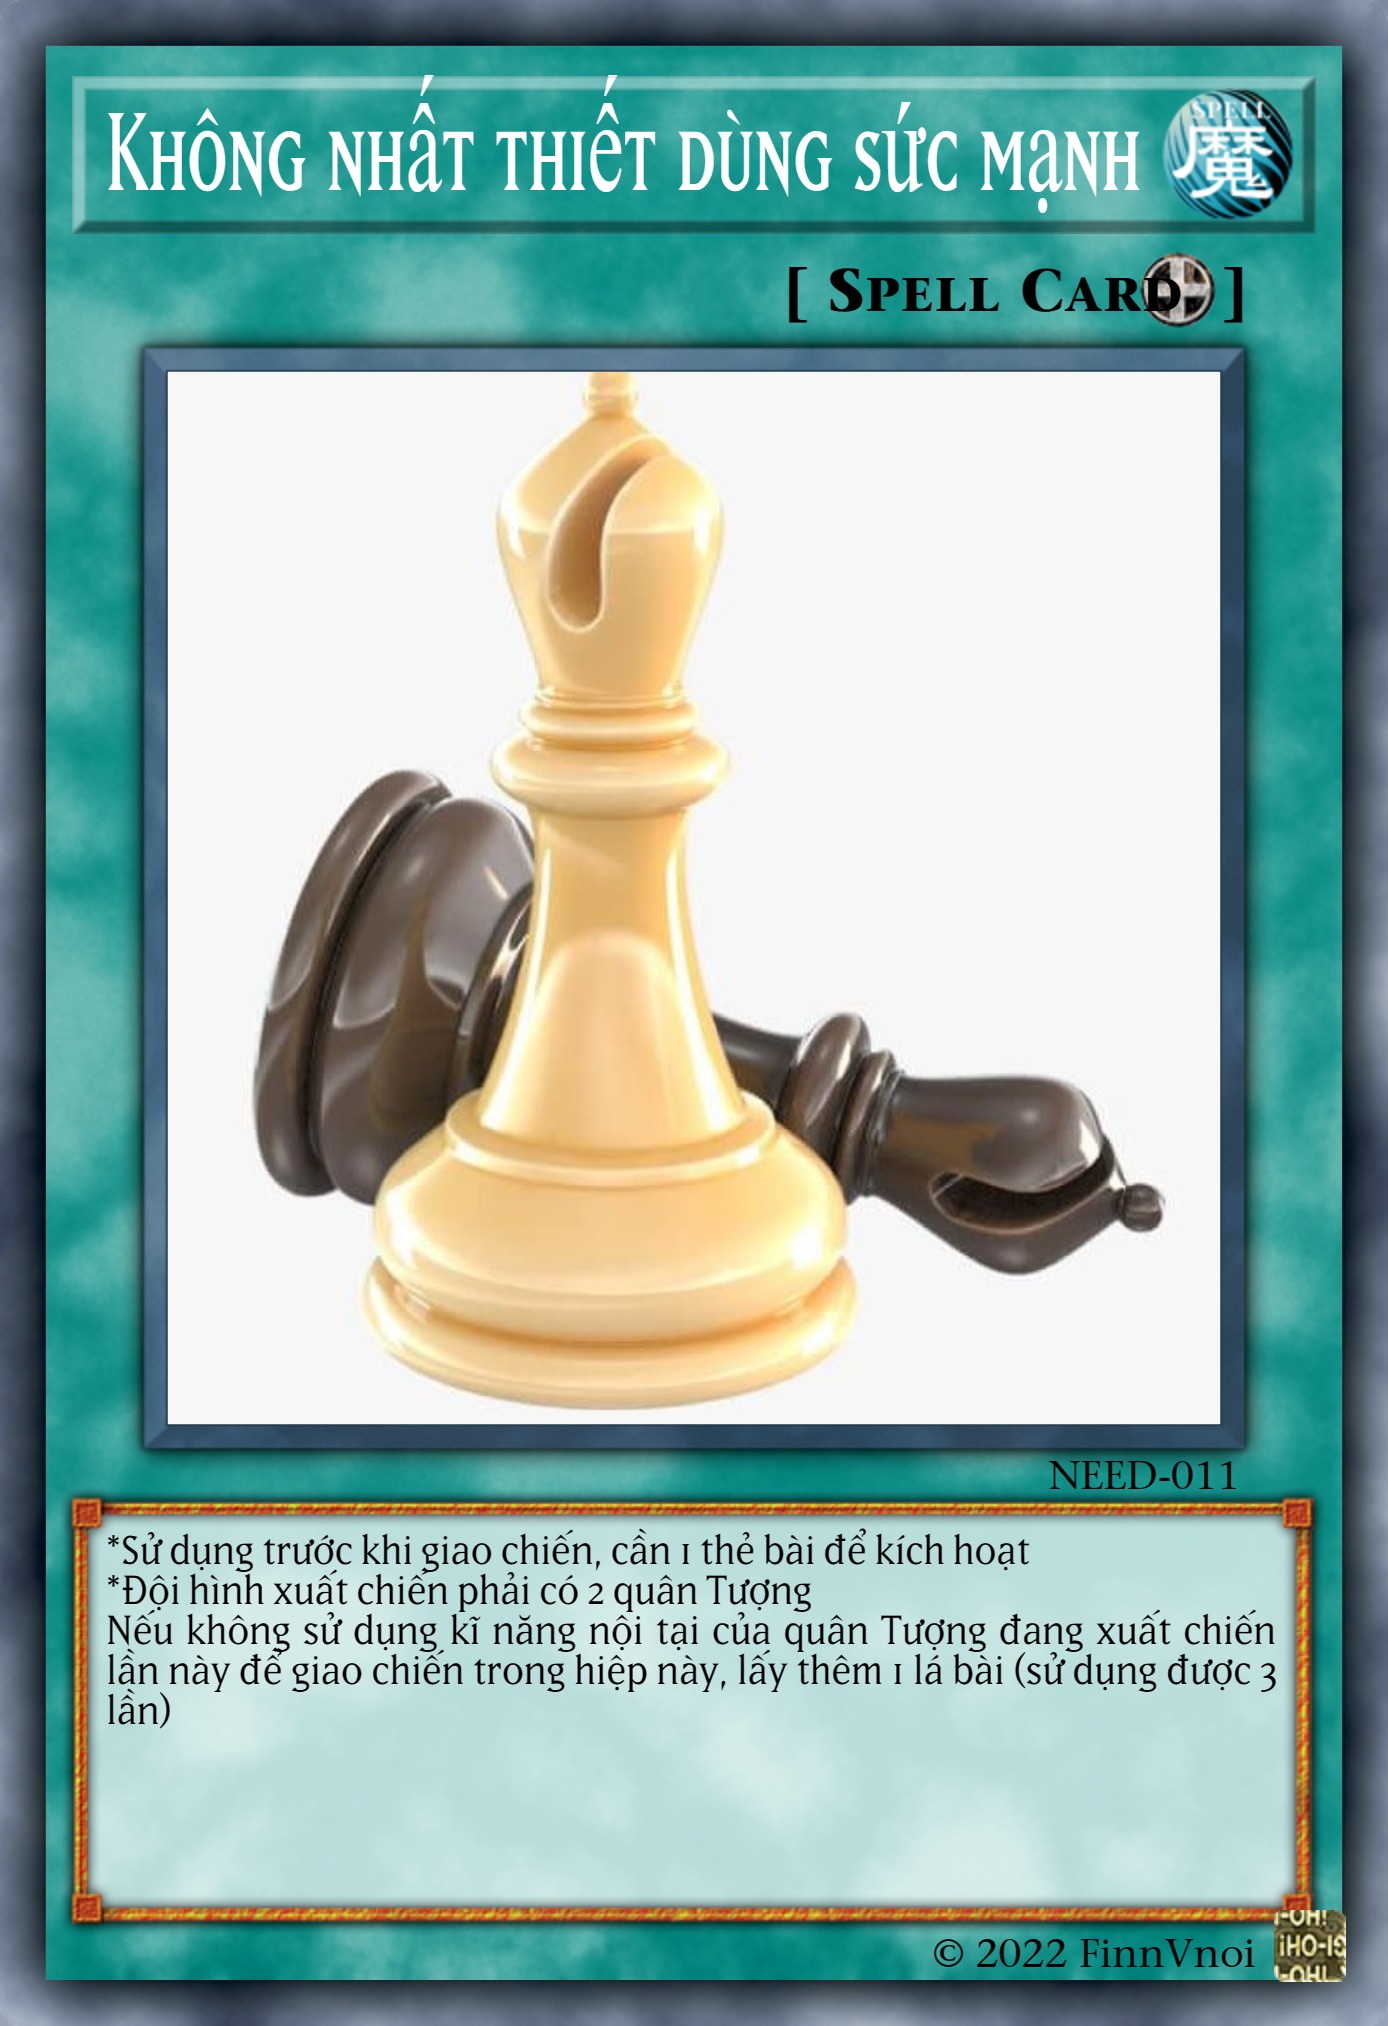 Không nhất thiết dùng sức mạnh
SPELL
魔
[ Spell Card ]
NEED-011
*Sử dụng trước khi giao chiến, cần 1 thẻ bài để kích hoạt
*Đội hình xuất chiến phải có 2 quân Tượng
Nếu không sử dụng kĩ năng nội tại của quân Tượng đang xuất chiến
lần này để giao chiến trong hiệp này, lấy thêm 1 lá bài (sử dụng được 3
lần)
© 2022 FinnVnoi